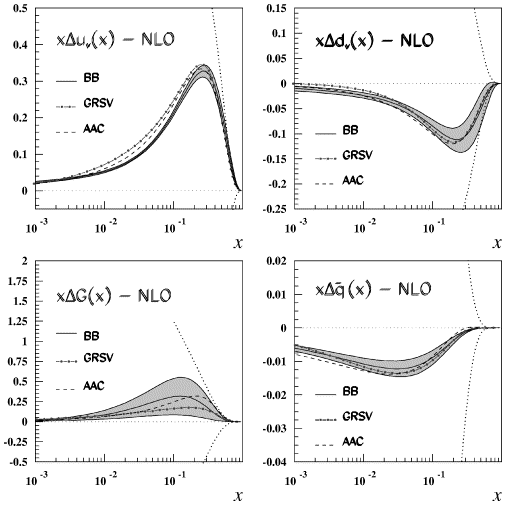 0.5
0.4
0.3
0.2
0.1
0
xΔu_v(x) – NLO
BB
GRSV
AAC
10⁻³
10⁻²
10⁻¹
x
0.15
0.1
0.05
0
-0.05
-0.1
-0.15
-0.2
-0.25
xΔd_v(x) – NLO
BB
GRSV
AAC
10⁻³
10⁻²
10⁻¹
x
2
1.75
1.5
1.25
1
0.75
0.5
0.25
0
-0.25
-0.5
xΔG(x) – NLO
BB
GRSV
AAC
10⁻³
10⁻²
10⁻¹
x
0.02
0.01
0
-0.01
-0.02
-0.03
-0.04
xΔq̄(x) – NLO
BB
GRSV
AAC
10⁻³
10⁻²
10⁻¹
x